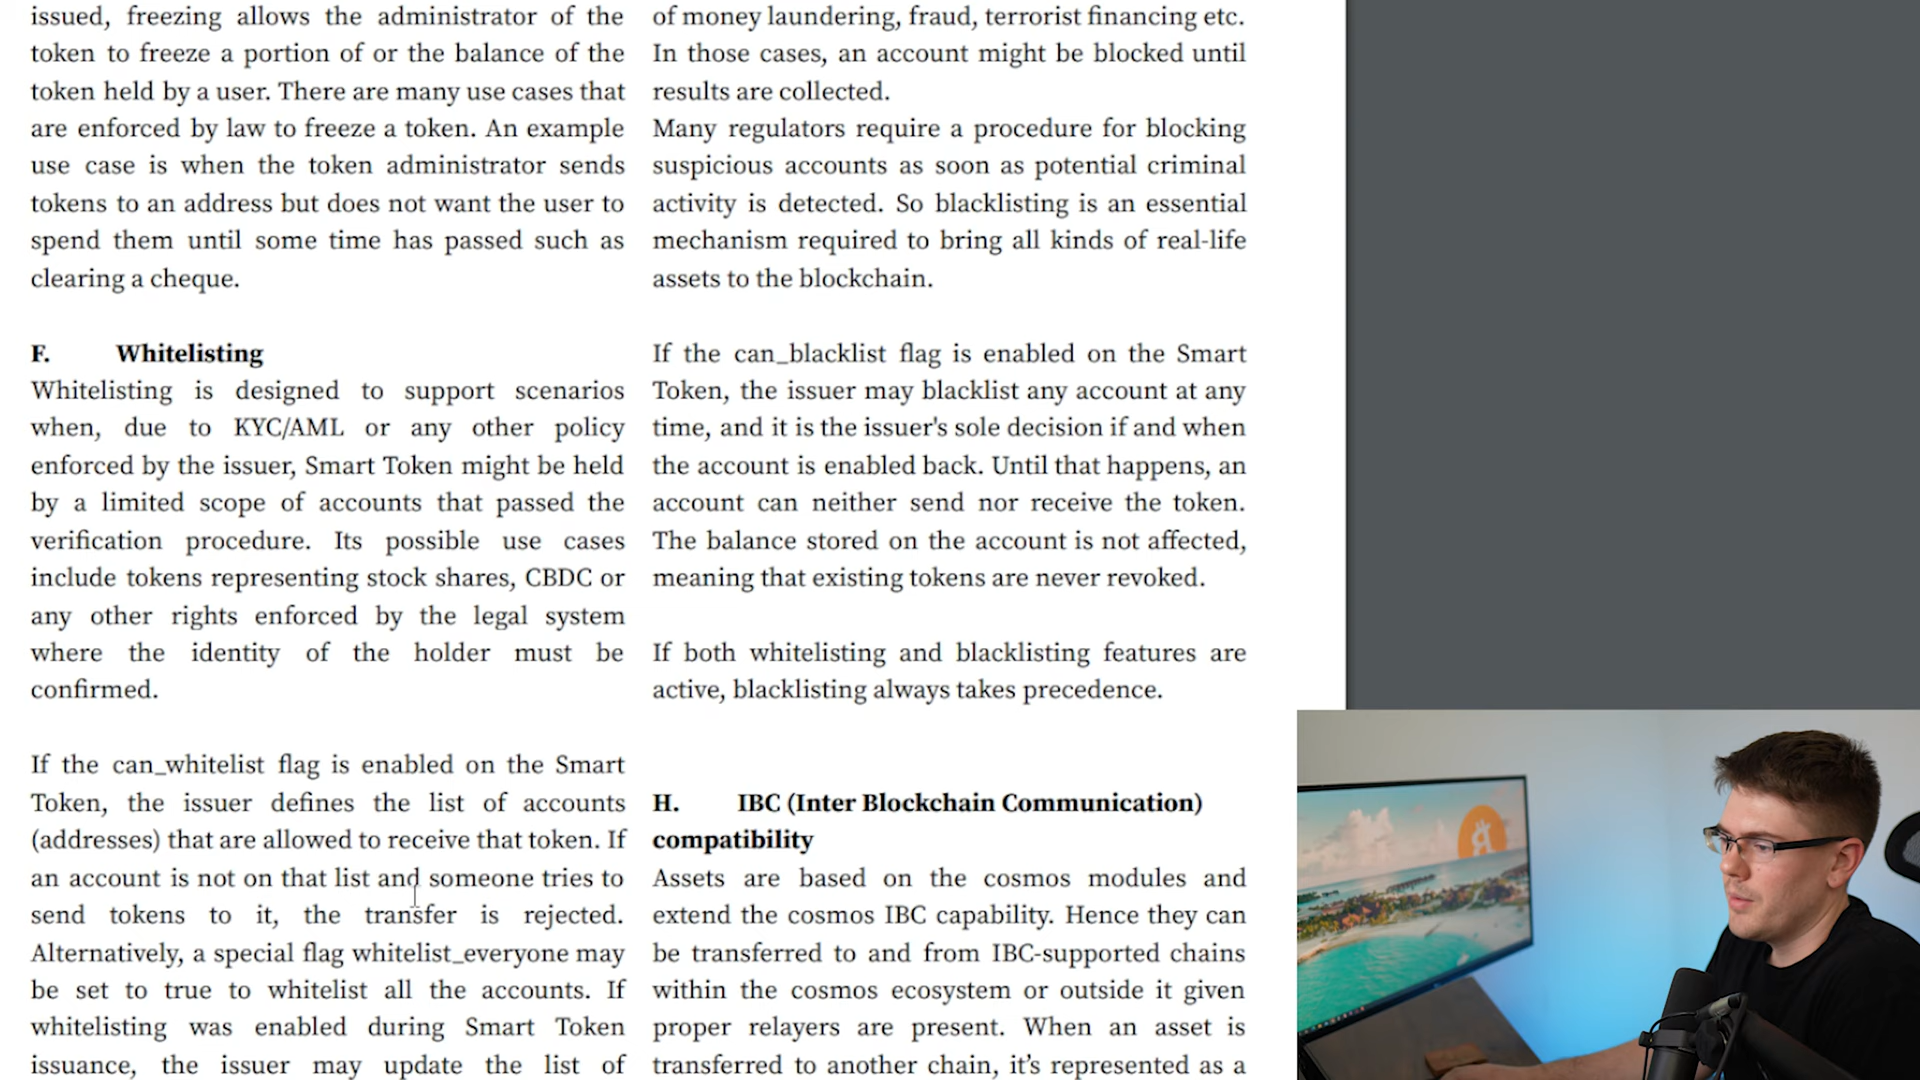 issued, freezing allows the administrator of the
token to freeze a portion of or the balance of the
token held by a user. There are many use cases that
are enforced by law to freeze a token. An example
use case is when the token administrator sends
tokens to an address but does not want the user to
spend them until some time has passed such as
clearing a cheque.
F. Whitelisting
Whitelisting is designed to support scenarios
when, due to KYC/AML or any other policy
enforced by the issuer, Smart Token might be held
by a limited scope of accounts that passed the
verification procedure. Its possible use cases
include tokens representing stock shares, CBDC or
any other rights enforced by the legal system
where the identity of the holder must be
confirmed.
If the can_whitelist flag is enabled on the Smart
Token, the issuer defines the list of accounts
(addresses) that are allowed to receive that token. If
an account is not on that list and someone tries to
send tokens to it, the transfer is rejected.
Alternatively, a special flag whitelist_everyone may
be set to true to whitelist all the accounts. If
whitelisting was enabled during Smart Token
issuance, the issuer may update the list of
of money laundering, fraud, terrorist financing etc.
In those cases, an account might be blocked until
results are collected.
Many regulators require a procedure for blocking
suspicious accounts as soon as potential criminal
activity is detected. So blacklisting is an essential
mechanism required to bring all kinds of real-life
assets to the blockchain.
If the can_blacklist flag is enabled on the Smart
Token, the issuer may blacklist any account at any
time, and it is the issuer's sole decision if and when
the account is enabled back. Until that happens, an
account can neither send nor receive the token.
The balance stored on the account is not affected,
meaning that existing tokens are never revoked.
If both whitelisting and blacklisting features are
active, blacklisting always takes precedence.
H. IBC (Inter Blockchain Communication)
compatibility
Assets are based on the cosmos modules and
extend the cosmos IBC capability. Hence they can
be transferred to and from IBC-supported chains
within the cosmos ecosystem or outside it given
proper relayers are present. When an asset is
transferred to another chain, it’s represented as a